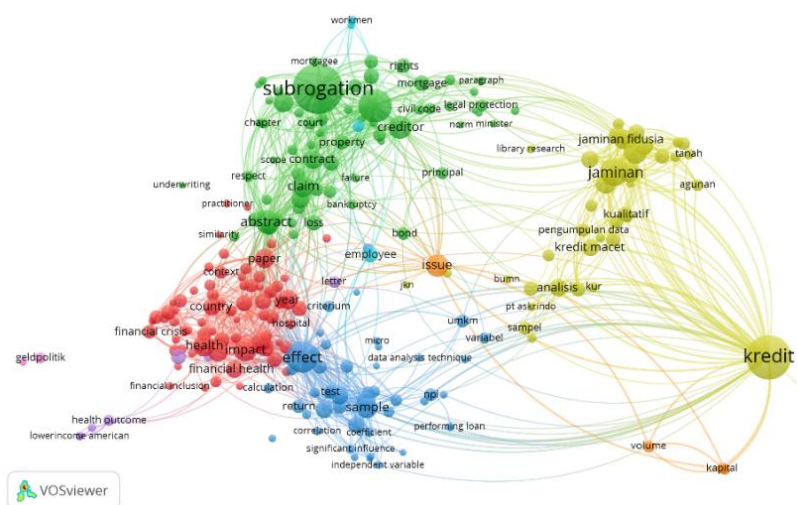 workmen
mortgagee
rights
subrogation
mortgage
paragraph
chapter
court
civil code
legal protection
creditor
norm
minister
property
jaminan fidusia
library research
tanah
scope
contract
respect
failure
principal
jaminan
underwriting
claim
agunan
practitioner
bankruptcy
kualitatif
abstract
loss
similarity
bond
pengumpulan data
paper
employee
kredit macet
context
issue
letter
jkn
bumn
analisis
kur
country
year
criterium
pt askrindo
hospital
umkm
sampel
financial crisis
variabel
health
impact
effect
micro
kredit
geldpolitik
financial health
data analysis technique
financial inclusion
calculation
test
npl
return
sample
health outcome
correlation
coefficient
performing loan
lowerincome american
significant influence
volume
independent variable
kapital
VOSviewer